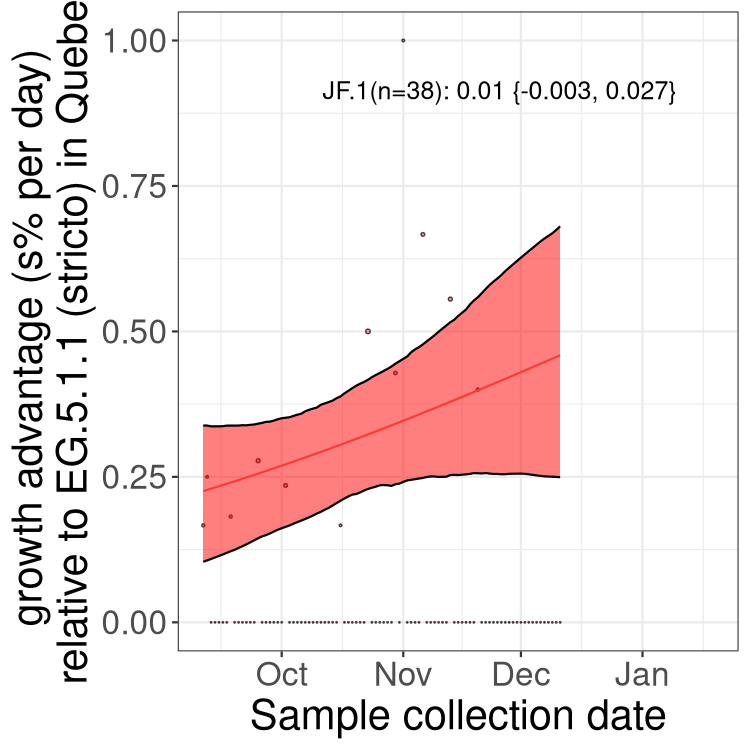 growth advantage (s% per day)
relative to EG.5.1.1 (stricto) in Quebe
1.00
0.75
0.50
0.25
0.00
JF.1(n=38): 0.01 {-0.003, 0.027}
Oct Nov Dec Jan
Sample collection date